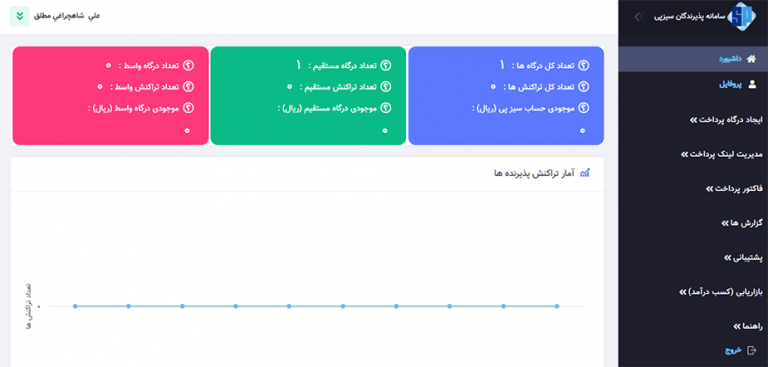 سامانه پذیرندگان سیزپی
علي شاهچراغي مطلق
داشبورد
پروفایل
ایجاد درگاه پرداخت
مدیریت لینک پرداخت
فاکتور پرداخت
گزارش ها
پشتیبانی
بازاریابی (کسب درآمد)
راهنما
خروج
تعداد کل درگاه ها : ۱
تعداد کل تراکنش ها : ۰
موجودی حساب سیز پی (ریال) :
۰
تعداد درگاه مستقیم : ۱
تعداد تراکنش مستقیم : ۰
موجودی درگاه مستقیم (ریال) :
۰
تعداد درگاه واسط : ۰
تعداد تراکنش واسط : ۰
موجودی درگاه واسط (ریال) :
۰
آمار تراکنش پذیرنده ها
تعداد تراکنش ها
۰